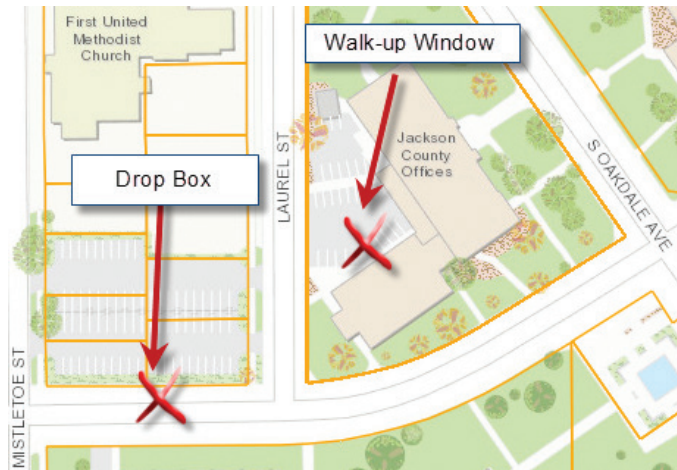 First United
Methodist
Church
Walk-up Window
Drop Box
LAUREL ST
Jackson
County
Offices
S OAKDALE AVE
MISTLETOE ST